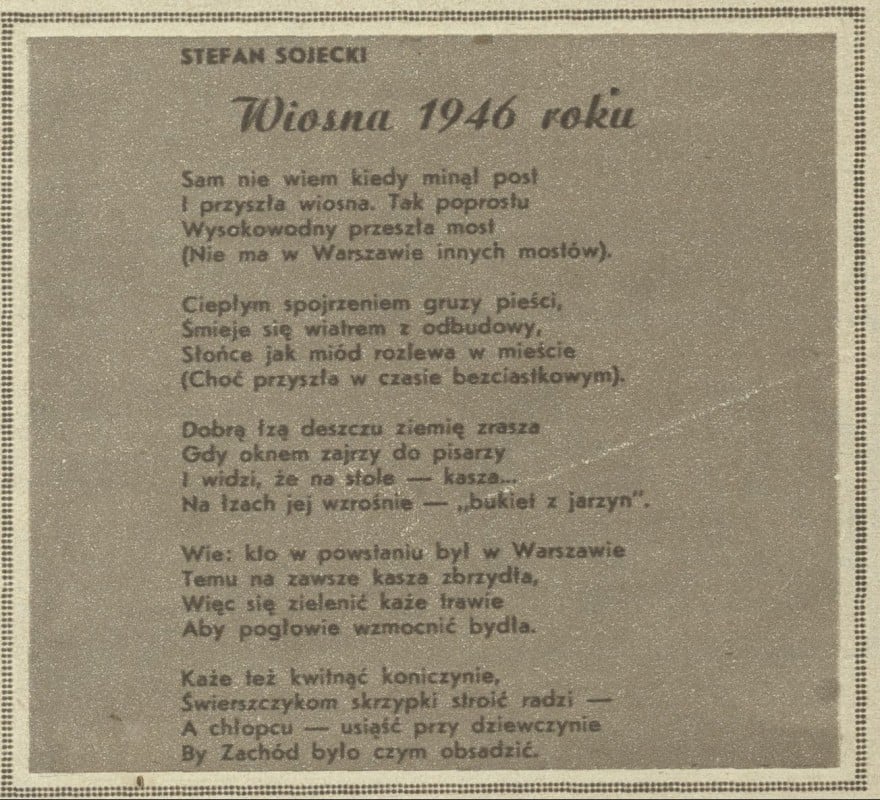 STEFAN SOJECKI
Wiosna 1946 roku
Sam nie wiem kiedy minął post
I przyszła wiosna. Tak poprostu
Wysokowodny przeszła most
(Nie ma w Warszawie innych mostów).
Ciepłym spojrzeniem gruzy pieści,
Śmieje się wiatrem z odbudowy,
Słońce jak miód rozlewa w mieście
(Choć przyszła w czasie bezciastkowym).
Dobrą łzą deszczu ziemię zrasza
Gdy oknem zajrzy do pisarzy
I widzi, że na stole — kasza...
Na łzach jej wzrośnie — „bukiet z jarzyn".
Wie: kto w powstaniu był w Warszawie
Temu na zawsze kasza zbrzydła,
Więc się zielenić każe trawie
Aby pogłowie wzmocnić bydła.
Każe też kwitnąć koniczynie,
Świerszczykom skrzypki stroić radzi —
A chłopcu — usiąść przy dziewczynie
By Zachód było czym obsadzić.